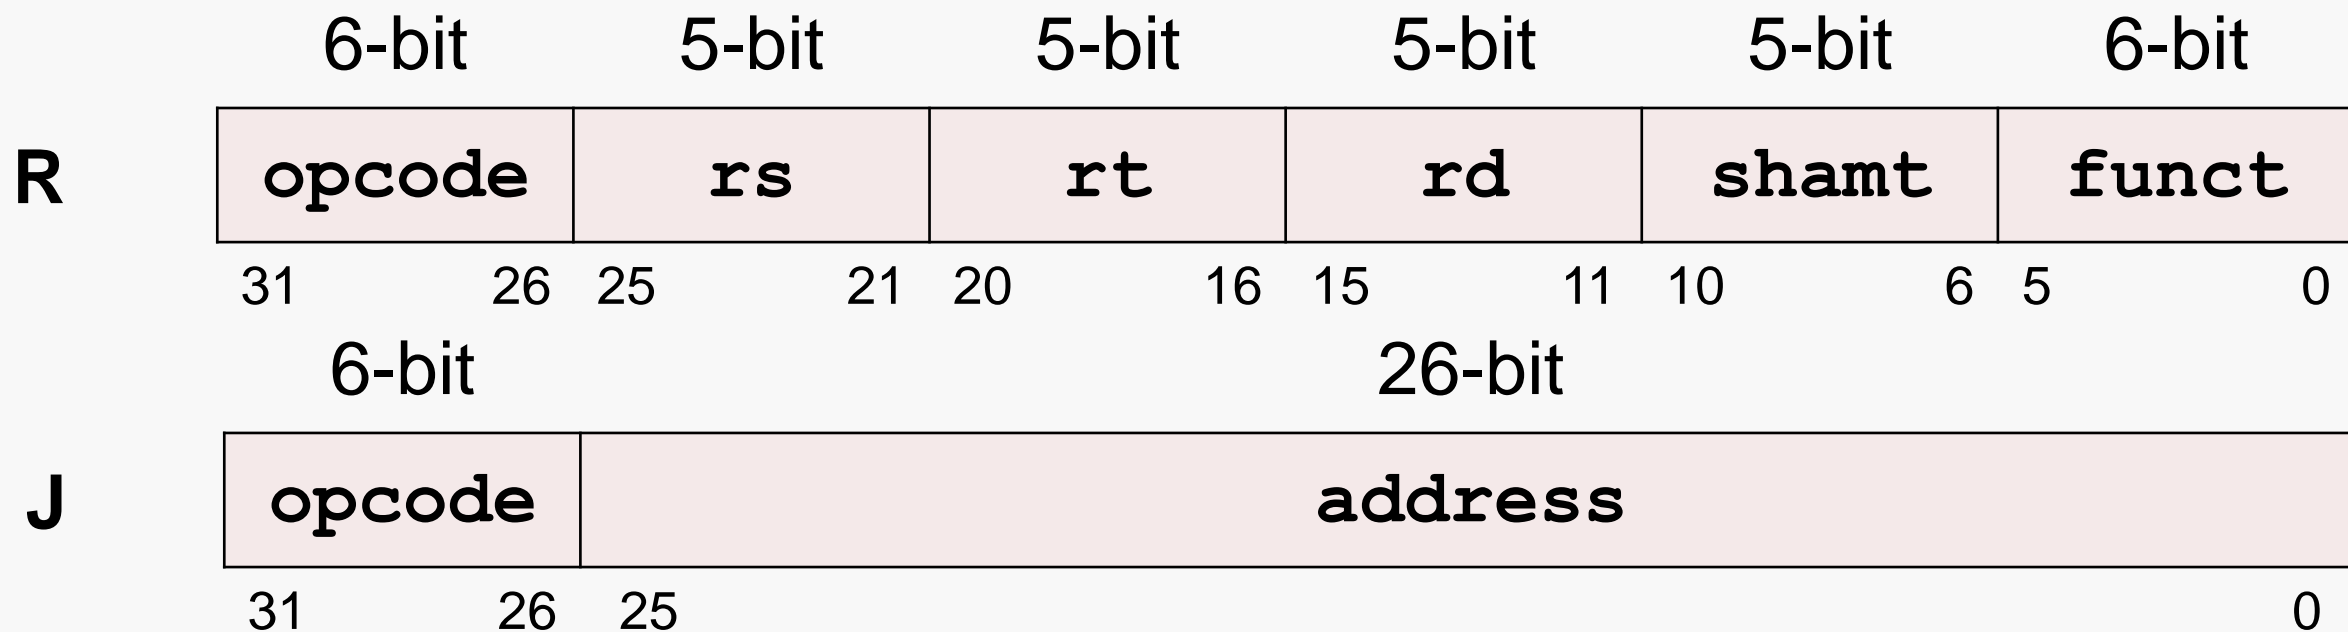 6-bit 5-bit 5-bit 5-bit 5-bit 6-bit
R opcode rs rt rd shamt funct
31 26 25 21 20 16 15 11 10 6 5 0
6-bit 26-bit
J opcode address
31 26 25 0